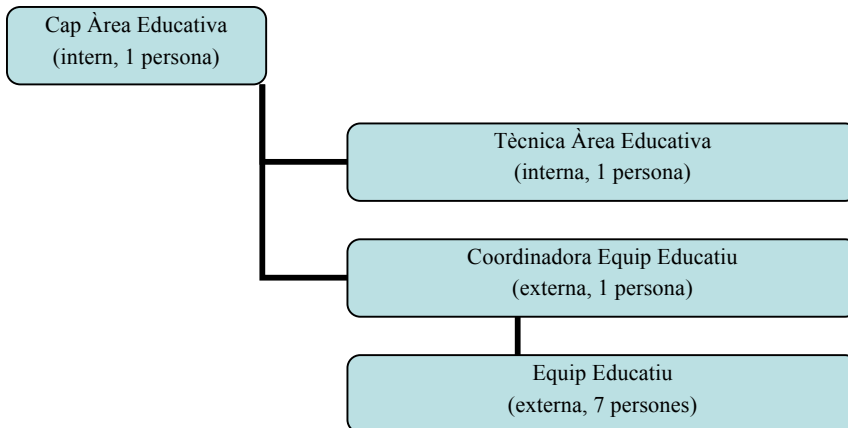 Cap Àrea Educativa
(intern, 1 persona)
Tècnica Àrea Educativa
(interna, 1 persona)
Coordinadora Equip Educatiu
(externa, 1 persona)
Equip Educatiu
(externa, 7 persones)